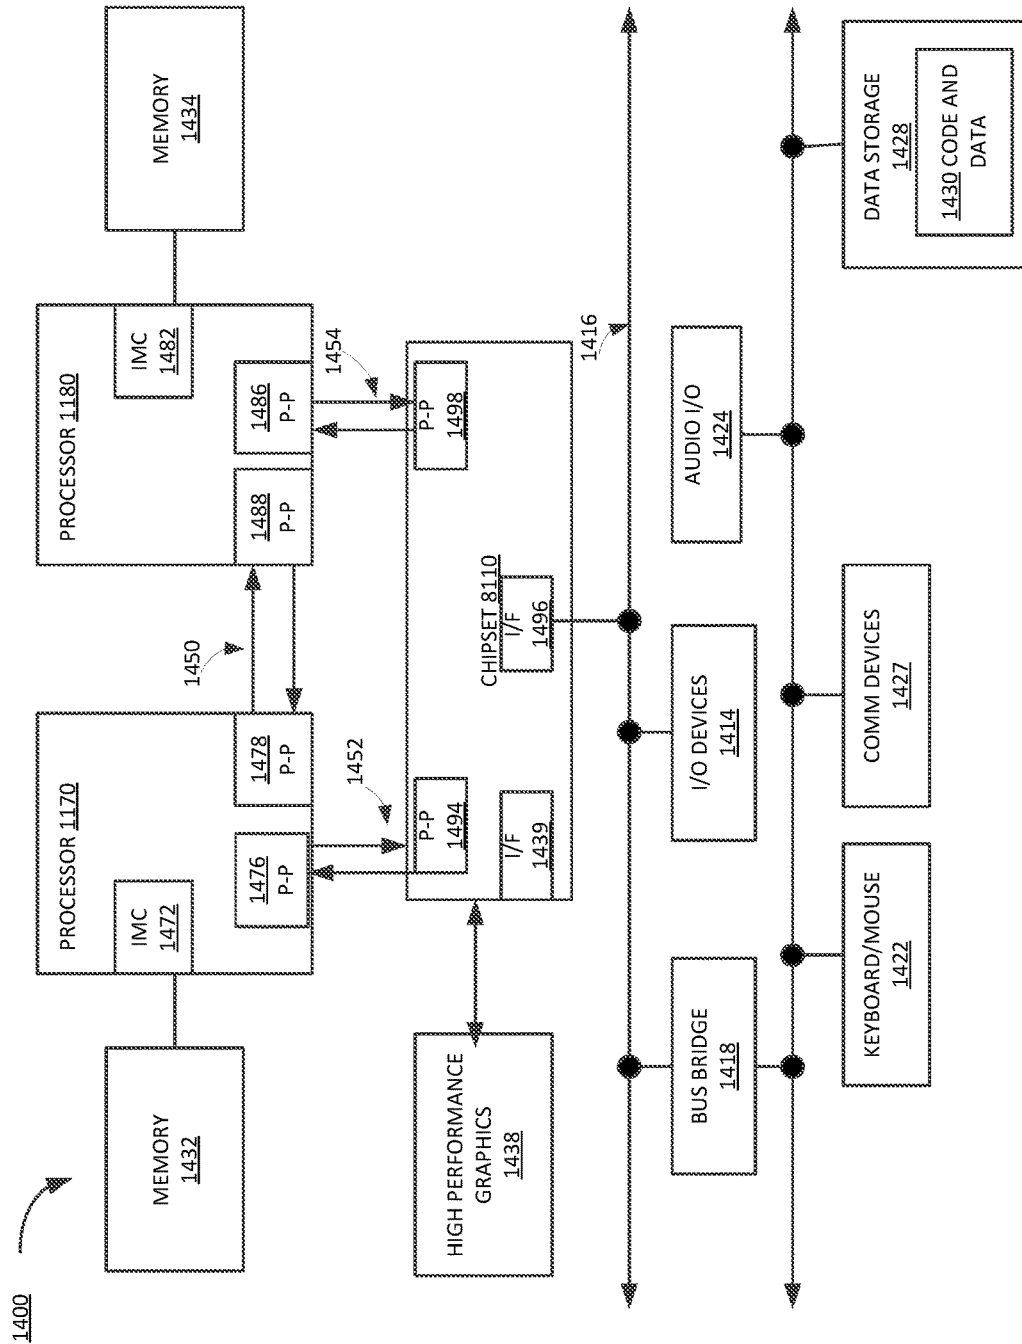 1400
MEMORY
1432
PROCESSOR 1170
IMC
1472
1476
P-P
1478
P-P
1450
PROCESSOR 1180
IMC
1482
1488
P-P
1486
P-P
MEMORY
1434
1452
1454
HIGH PERFORMANCE
GRAPHICS
1438
P-P
1494
I/F
1439
CHIPSET 8110
I/F
1496
P-P
1498
1416
BUS BRIDGE
1418
I/O DEVICES
1414
AUDIO I/O
1424
KEYBOARD/MOUSE
1422
COMM DEVICES
1427
DATA STORAGE
1428
1430 CODE AND
DATA